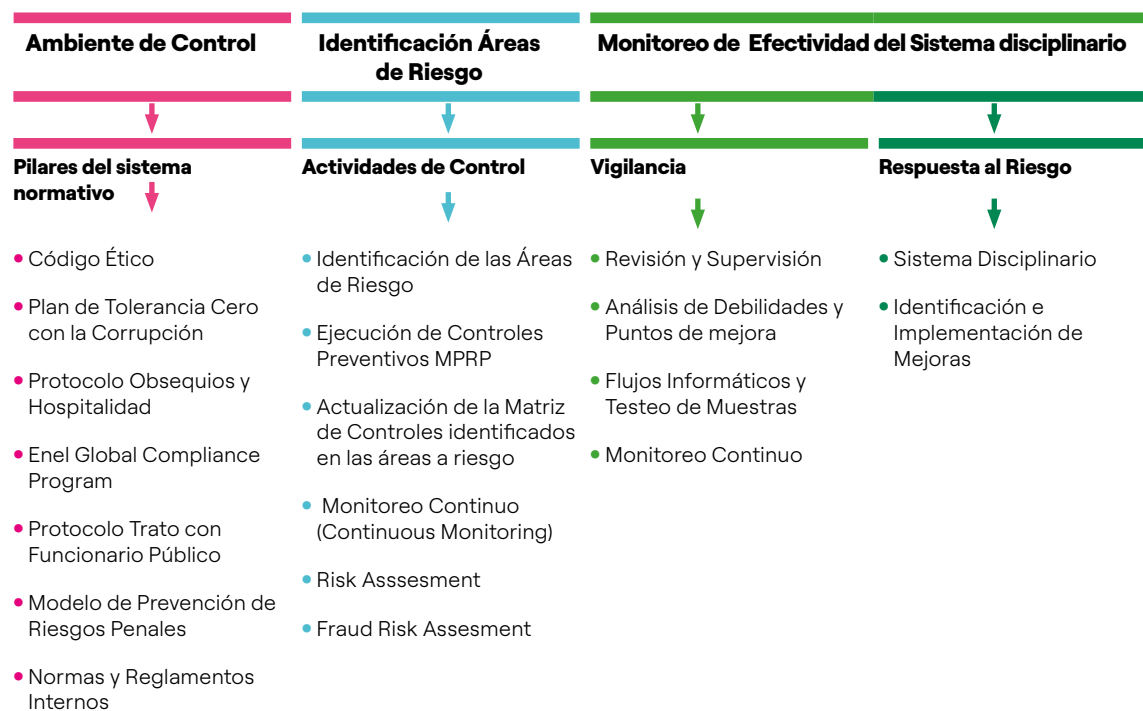 Ambiente de Control
Identificación Áreas
de Riesgo
Monitoreo de Efectividad del Sistema disciplinario
Pilares del sistema
normativo
• Código Ético
• Plan de Tolerancia Cero
con la Corrupción
• Protocolo Obsequios y
Hospitalidad
• Enel Global Compliance
Program
• Protocolo Trato con
Funcionario Público
• Modelo de Prevención de
Riesgos Penales
• Normas y Reglamentos
Internos
Actividades de Control
• Identificación de las Áreas
de Riesgo
• Ejecución de Controles
Preventivos MPRP
• Actualización de la Matriz
de Controles identificados
en las áreas a riesgo
• Monitoreo Continuo
(Continuous Monitoring)
• Risk Asssesment
• Fraud Risk Assesment
Vigilancia
• Revisión y Supervisión
• Análisis de Debilidades y
Puntos de mejora
• Flujos Informáticos y
Testeo de Muestras
• Monitoreo Continuo
Respuesta al Riesgo
• Sistema Disciplinario
• Identificación e
Implementación de
Mejoras